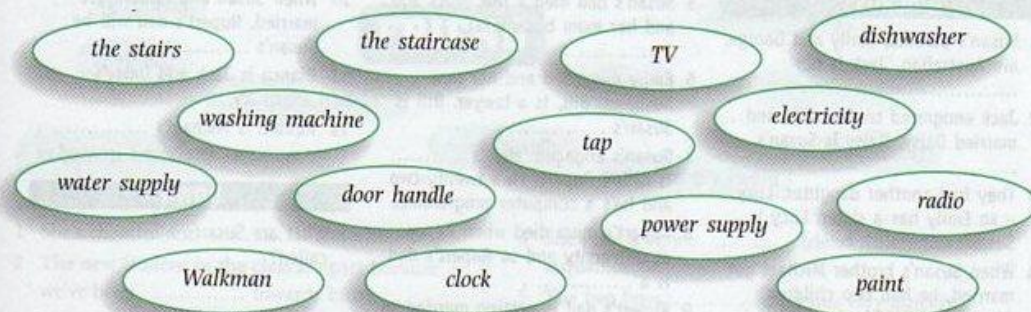 the stairs
the staircase
TV
dishwasher
washing machine
tap
electricity
water supply
door handle
power supply
radio
Walkman
clock
paint